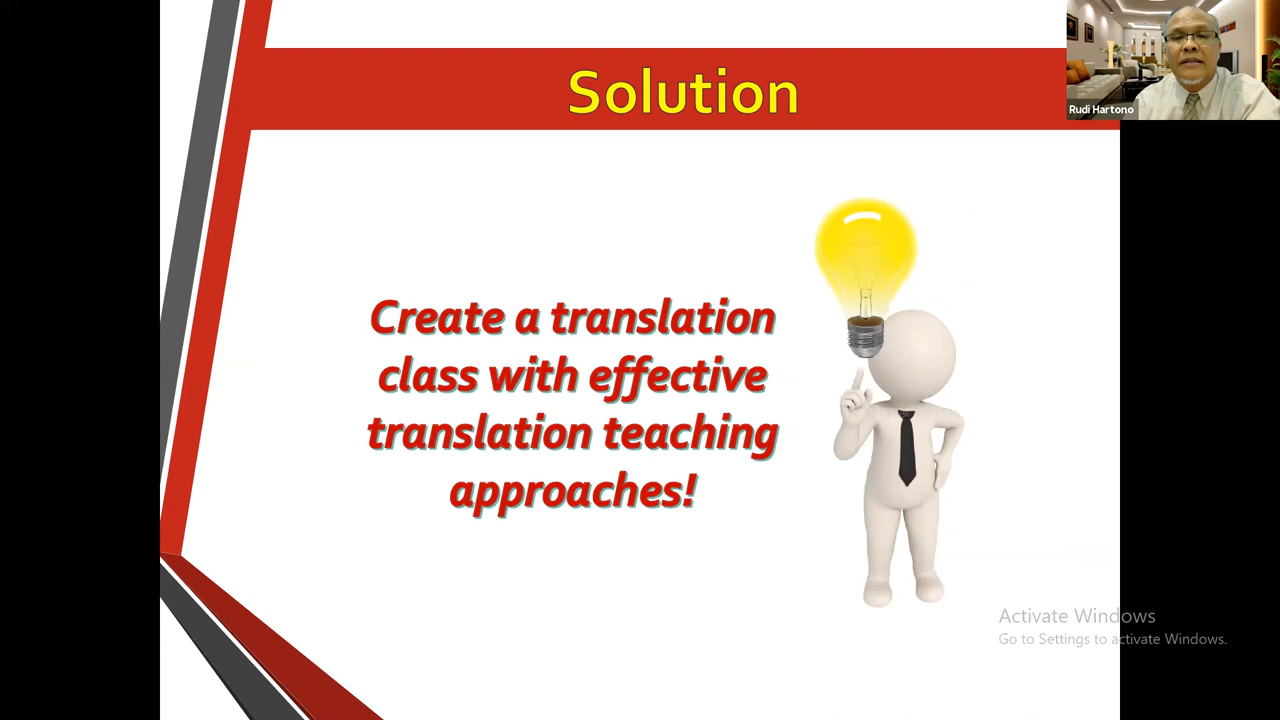 Solution
Rudi Hartono
Create a translation
class with effective
translation teaching
approaches!
Activate Windows
Go to Settings to activate Windows.